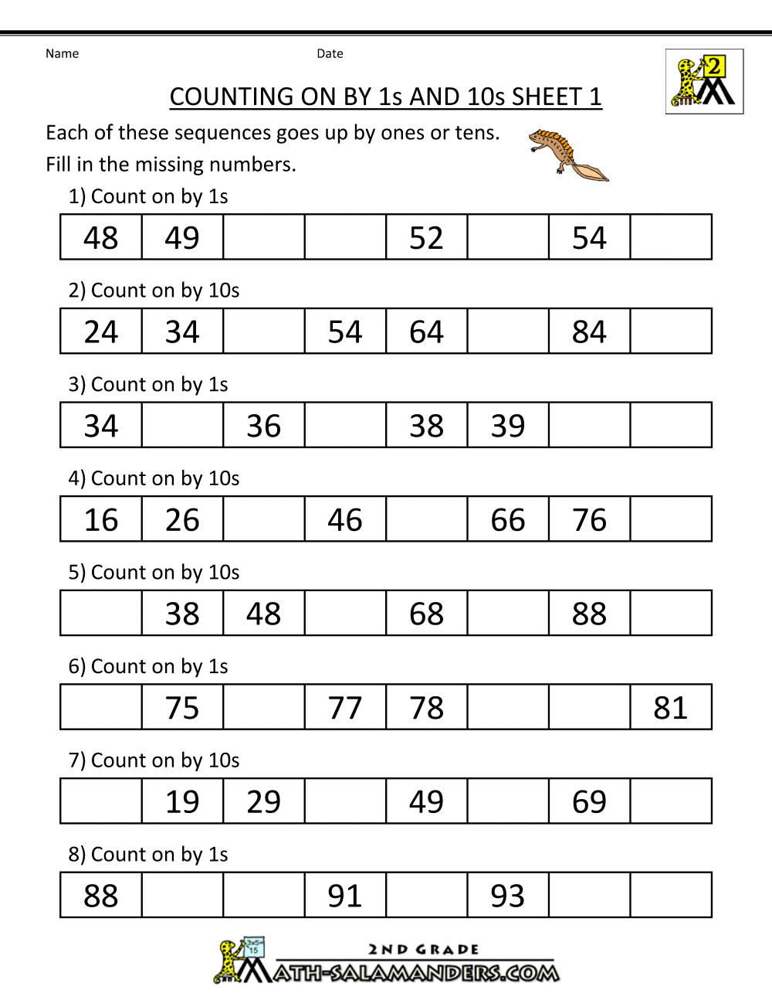 Name Date
2
COUNTING ON BY 1s AND 10s SHEET 1
Each of these sequences goes up by ones or tens.
Fill in the missing numbers.
1) Count on by 1s
48 49 52 54
2) Count on by 10s
24 34 54 64 84
3) Count on by 1s
34 36 38 39
4) Count on by 10s
16 26 46 66 76
5) Count on by 10s
38 48 68 88
6) Count on by 1s
75 77 78 81
7) Count on by 10s
19 29 49 69
8) Count on by 1s
88 91 93
3x5=
15
2ND GRADE
MATH-SALAMANDERS.COM